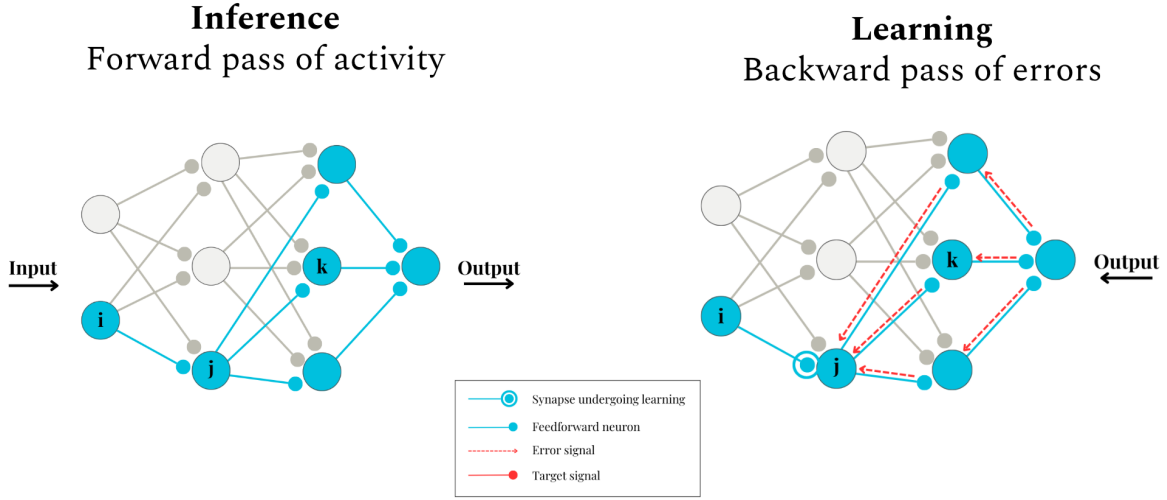 Inference
Forward pass of activity
Learning
Backward pass of errors
Input
i
j
k
Output
i
j
k
Output
Synapse undergoing learning
Feedforward neuron
Error signal
Target signal